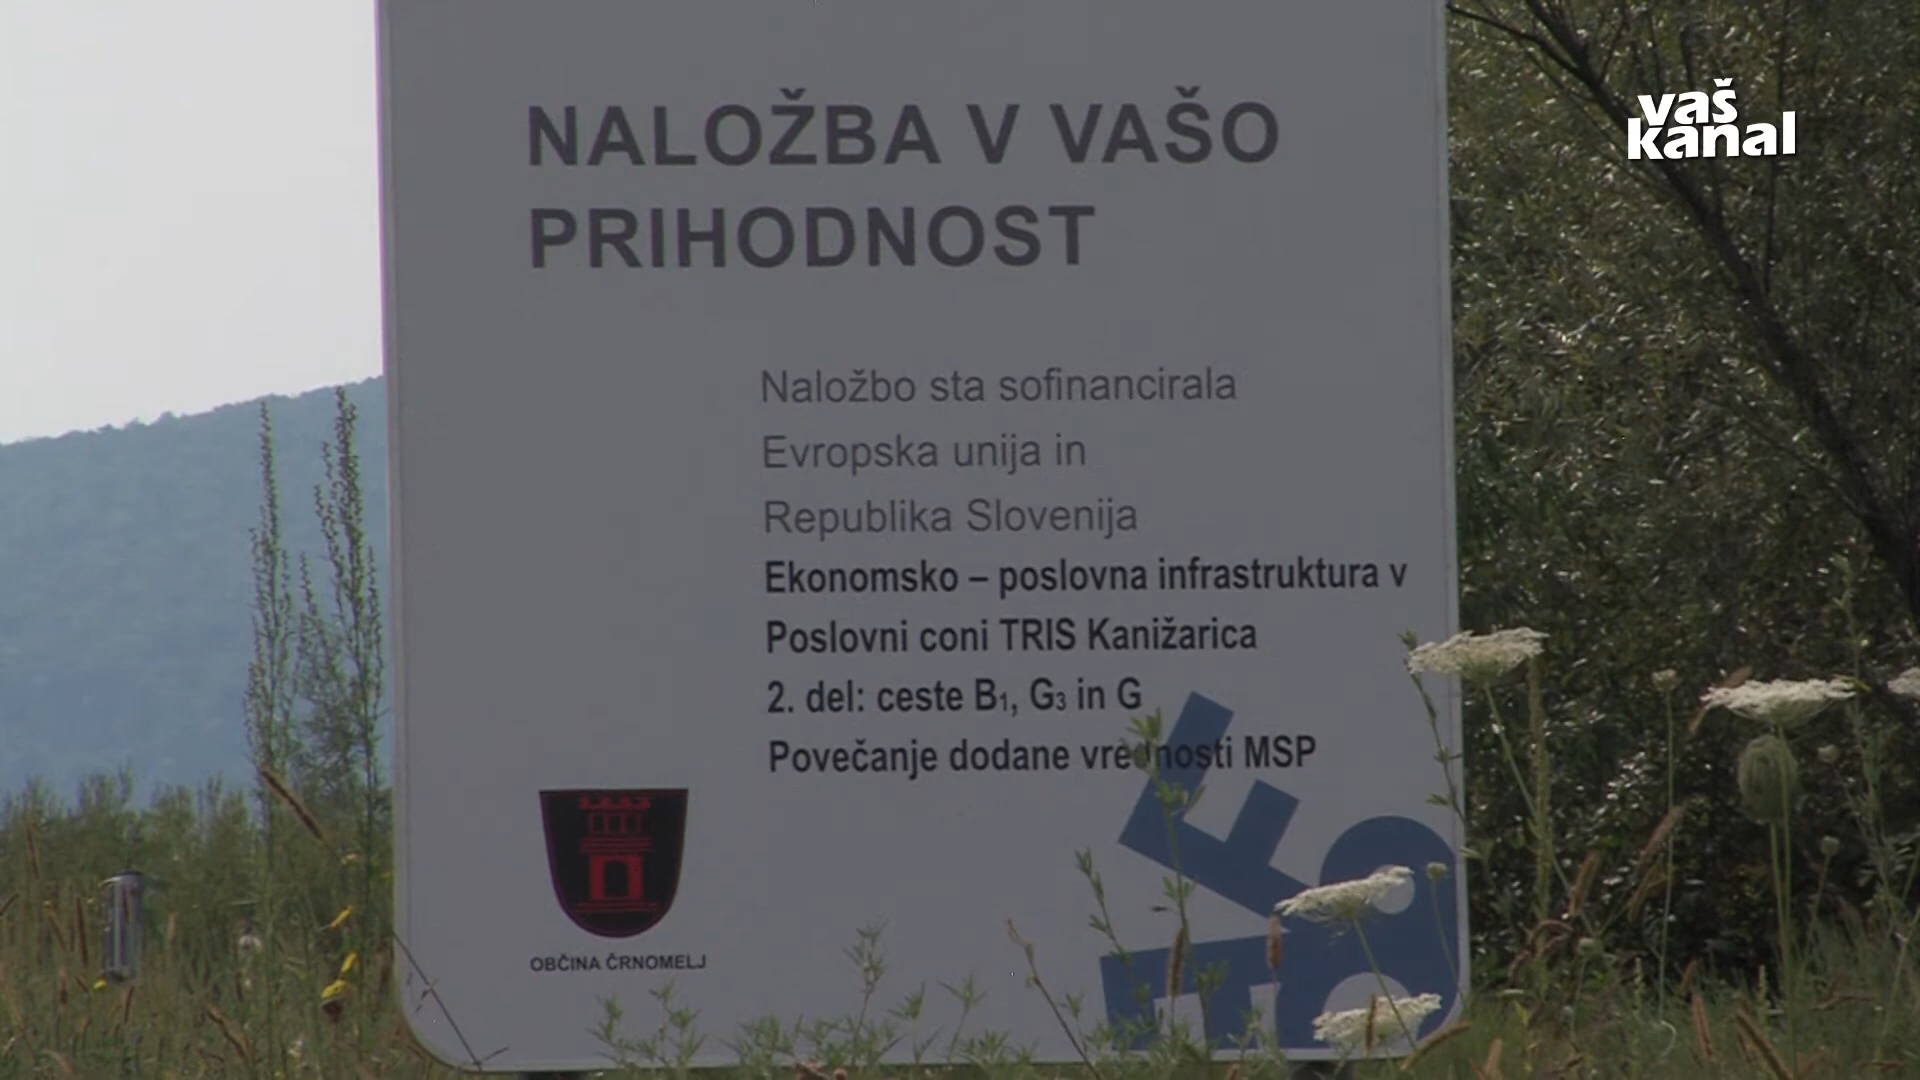 vaš
kanal
NALOŽBA V VAŠO
PRIHODNOST
Naložbo sta sofinancirala
Evropska unija in
Republika Slovenija
Ekonomsko – poslovna infrastruktura v
Poslovni coni TRIS Kanižarica
2. del: ceste B₁, G₃ in G
Povečanje dodane vrednosti MSP
OBČINA ČRNOMELJ